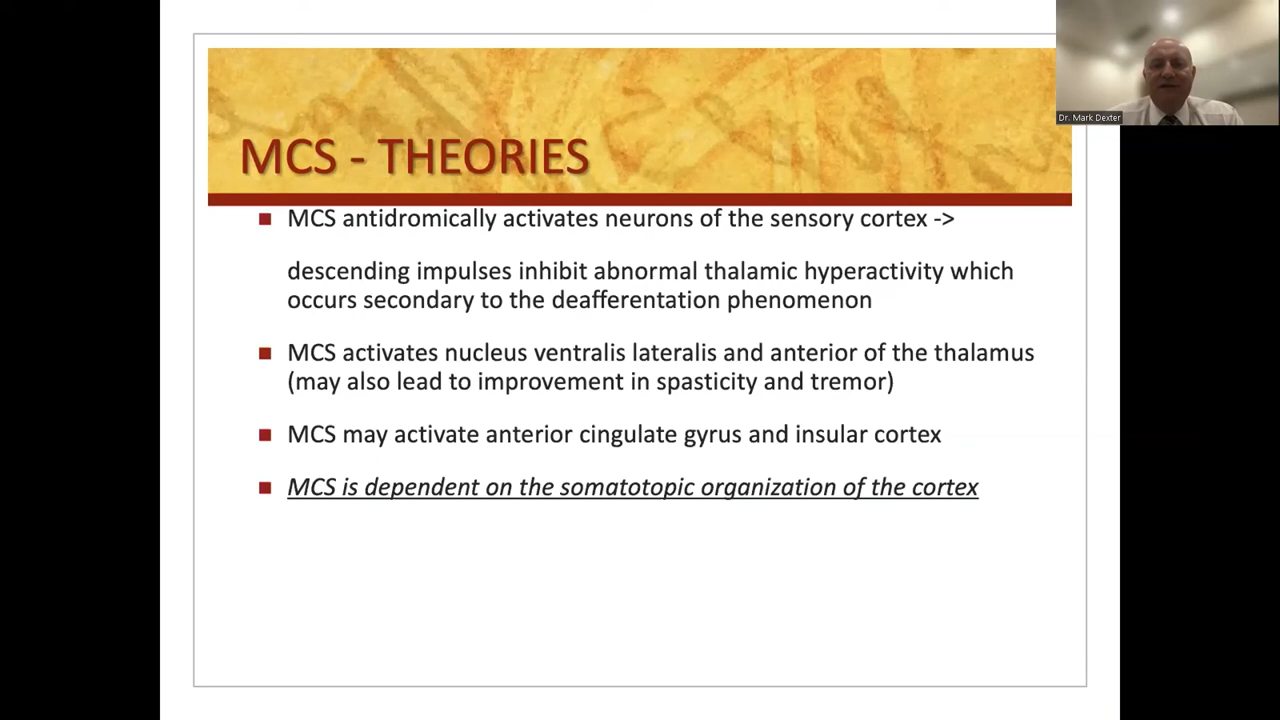 Dr. Mark Dexter
MCS - THEORIES
MCS antidromically activates neurons of the sensory cortex ->
descending impulses inhibit abnormal thalamic hyperactivity which
occurs secondary to the deafferentation phenomenon
MCS activates nucleus ventralis lateralis and anterior of the thalamus
(may also lead to improvement in spasticity and tremor)
MCS may activate anterior cingulate gyrus and insular cortex
MCS is dependent on the somatotopic organization of the cortex